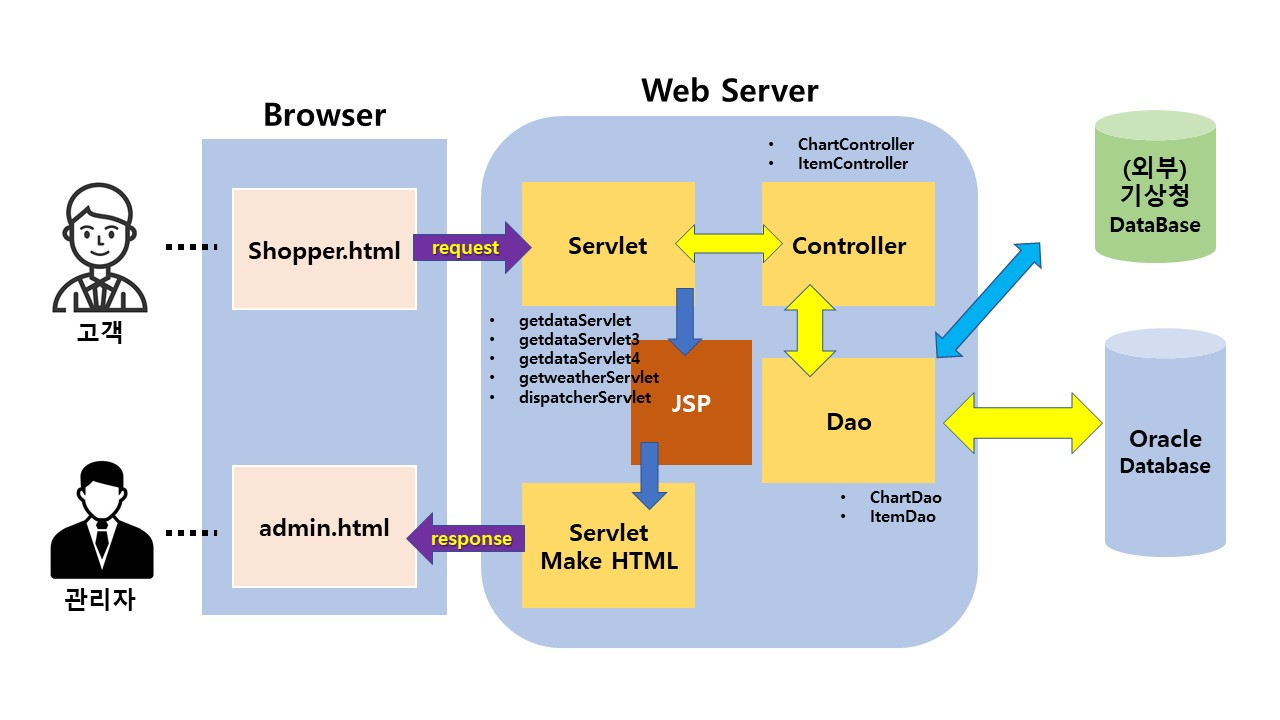 Browser
Web Server
고객
Shopper.html
request
Servlet
• getdataServlet
• getdataServlet3
• getdataServlet4
• getweatherServlet
• dispatcherServlet
• ChartController
• ItemController
Controller
JSP
Dao
• ChartDao
• ItemDao
(외부)
기상청
DataBase
Oracle
Database
관리자
admin.html
response
Servlet
Make HTML